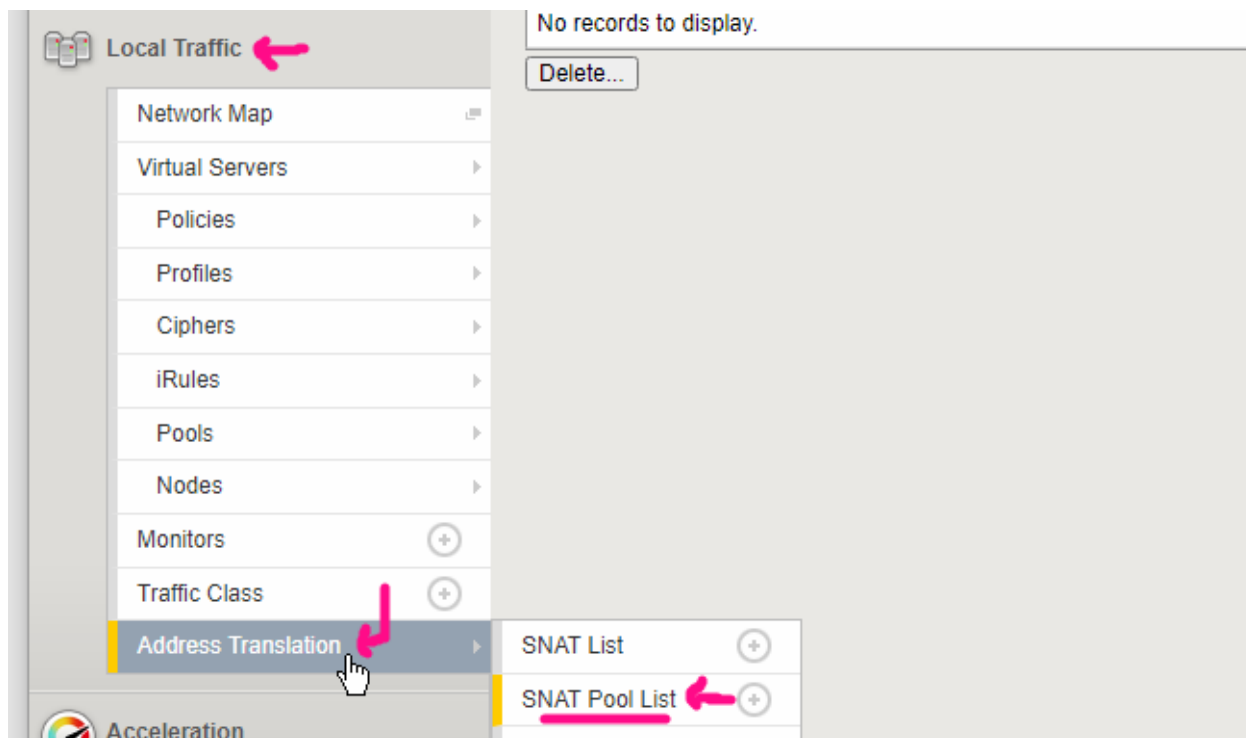 No records to display.
Local Traffic
Delete...
Network Map
Virtual Servers
Policies
Profiles
Ciphers
iRules
Pools
Nodes
Monitors
Traffic Class
Address Translation
SNAT List
SNAT Pool List
Acceleration